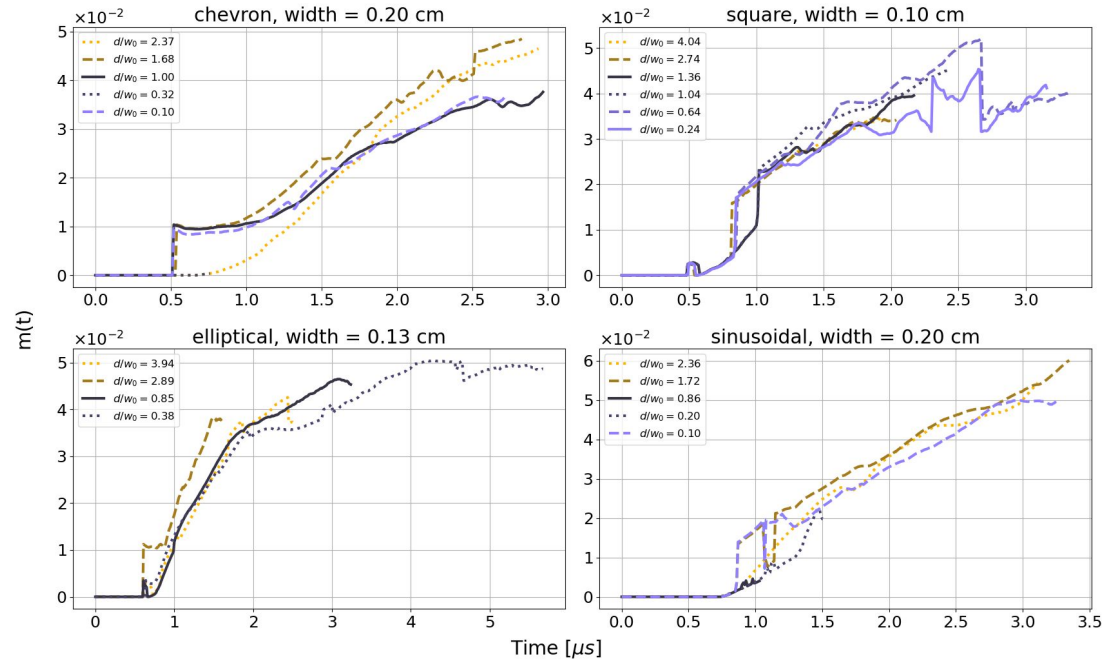 chevron, width = 0.20 cm
×10⁻²
d/w₀ = 2.37
d/w₀ = 1.68
d/w₀ = 1.00
d/w₀ = 0.32
d/w₀ = 0.10
5
4
3
2
1
0
0.0 0.5 1.0 1.5 2.0 2.5 3.0
square, width = 0.10 cm
×10⁻²
d/w₀ = 4.04
d/w₀ = 2.74
d/w₀ = 1.36
d/w₀ = 1.04
d/w₀ = 0.64
d/w₀ = 0.24
5
4
3
2
1
0
0.0 0.5 1.0 1.5 2.0 2.5 3.0
m(t)
elliptical, width = 0.13 cm
×10⁻²
d/w₀ = 3.94
d/w₀ = 2.89
d/w₀ = 0.85
d/w₀ = 0.38
5
4
3
2
1
0
0 1 2 3 4 5
sinusoidal, width = 0.20 cm
×10⁻²
d/w₀ = 2.36
d/w₀ = 1.72
d/w₀ = 0.86
d/w₀ = 0.20
d/w₀ = 0.10
6
5
4
3
2
1
0
0.0 0.5 1.0 1.5 2.0 2.5 3.0 3.5
Time [μs]